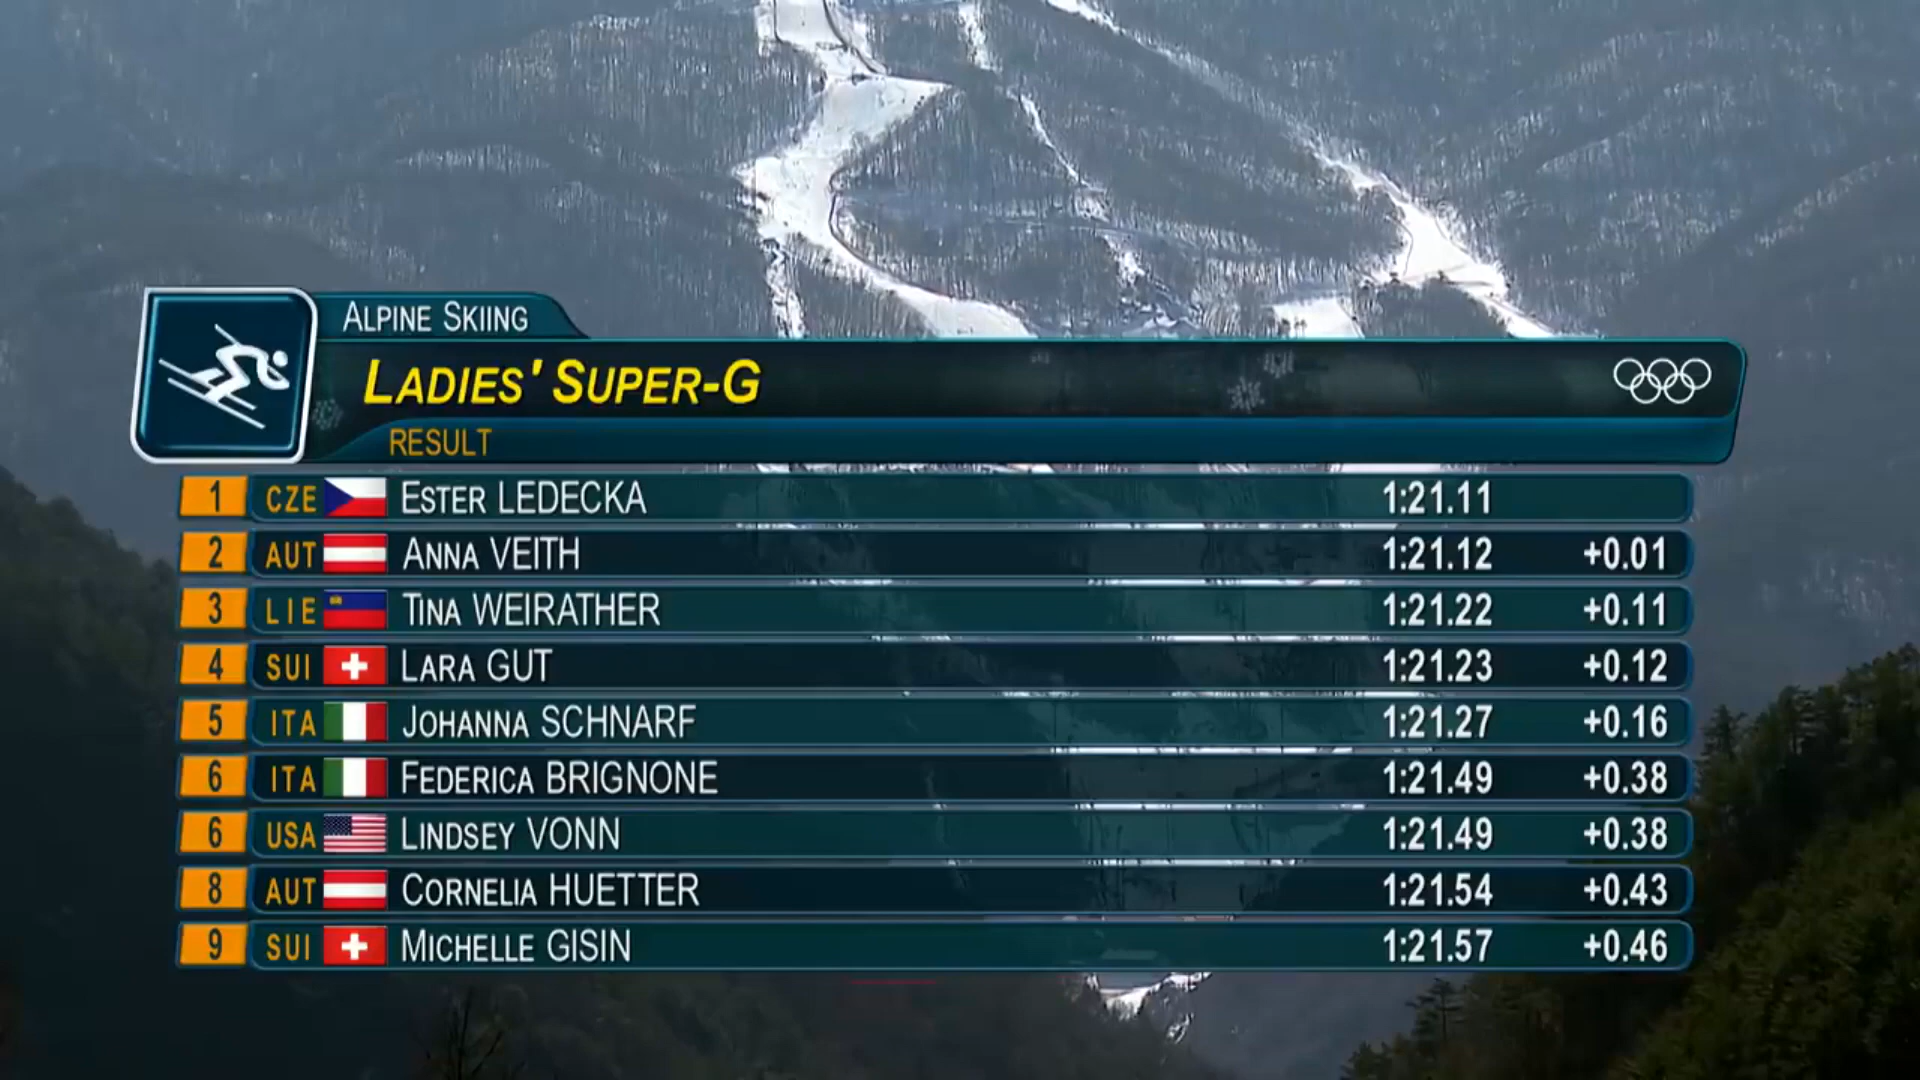 ALPINE SKIING
LADIES' SUPER-G
RESULT
1 CZE ESTER LEDECKA 1:21.11
2 AUT ANNA VEITH 1:21.12 +0.01
3 LIE TINA WEIRATHER 1:21.22 +0.11
4 SUI LARA GUT 1:21.23 +0.12
5 ITA JOHANNA SCHNARF 1:21.27 +0.16
6 ITA FEDERICA BRIGNONE 1:21.49 +0.38
6 USA LINDSEY VONN 1:21.49 +0.38
8 AUT CORNELIA HUETTER 1:21.54 +0.43
9 SUI MICHELLE GISIN 1:21.57 +0.46